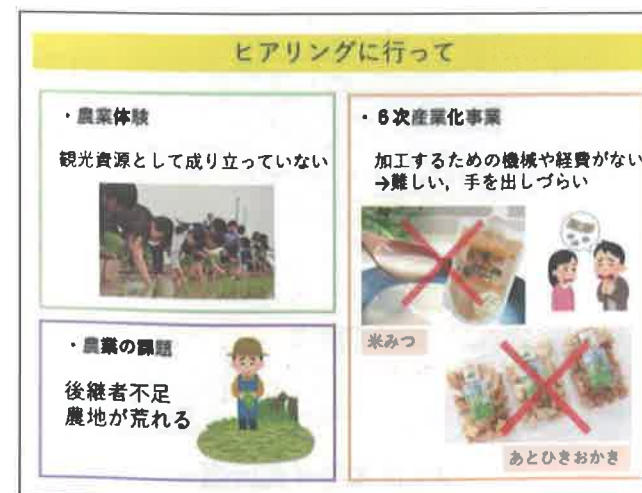 ヒアリングに行って
・農業体験
観光資源として成り立っていない
・農業の課題
後継者不足
農地が荒れる
・6次産業化事業
加工するための機械や経費がない
→難しい，手を出しづらい
米みつ
あとひきおかき